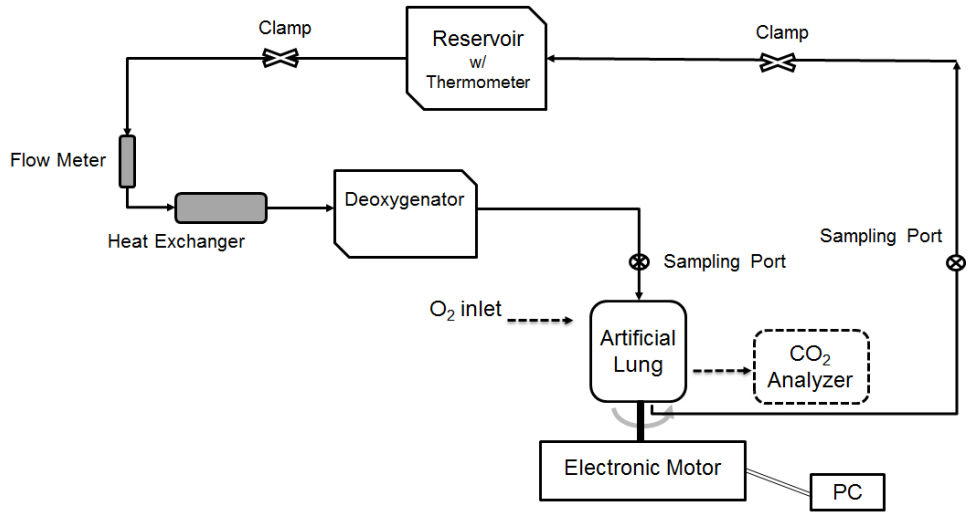 Clamp
Clamp
Reservoir
w/
Thermometer
Flow Meter
Deoxygenator
Heat Exchanger
Sampling Port
Sampling Port
O₂ inlet
Artificial
Lung
CO₂
Analyzer
Electronic Motor
PC